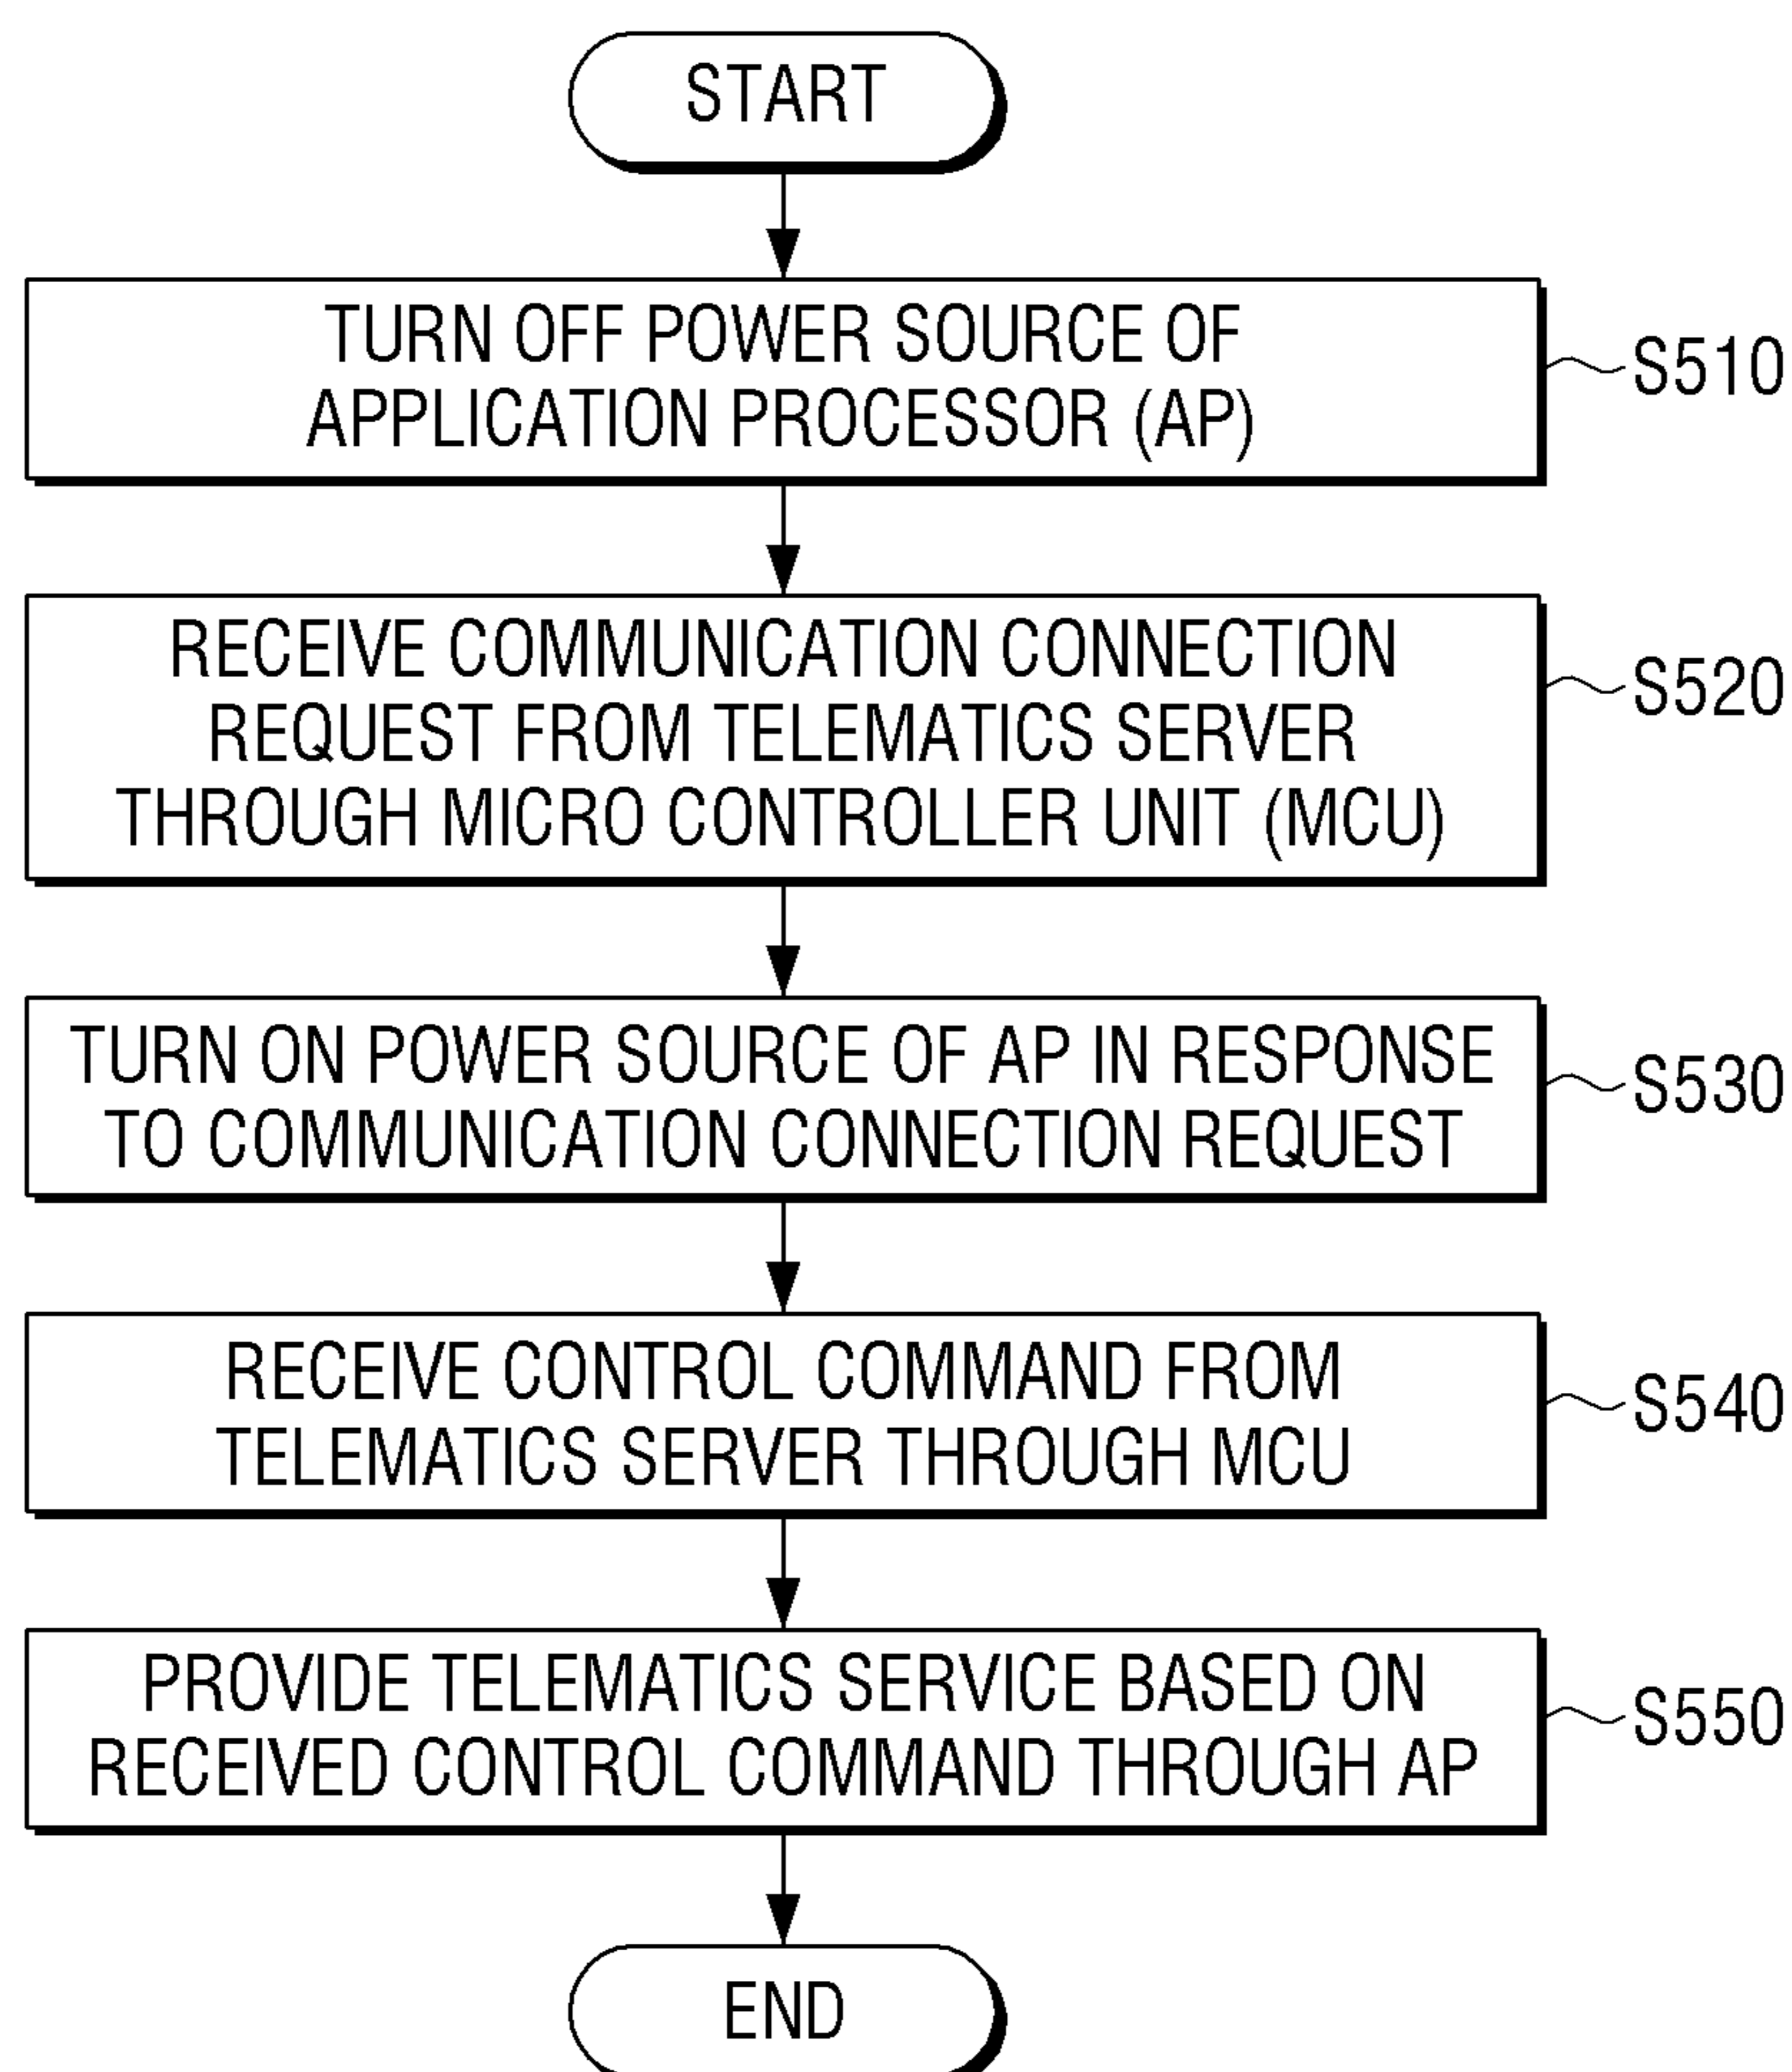 START
TURN OFF POWER SOURCE OF
APPLICATION PROCESSOR (AP)
S510
RECEIVE COMMUNICATION CONNECTION
REQUEST FROM TELEMATICS SERVER
THROUGH MICRO CONTROLLER UNIT (MCU)
S520
TURN ON POWER SOURCE OF AP IN RESPONSE
TO COMMUNICATION CONNECTION REQUEST
S530
RECEIVE CONTROL COMMAND FROM
TELEMATICS SERVER THROUGH MCU
S540
PROVIDE TELEMATICS SERVICE BASED ON
RECEIVED CONTROL COMMAND THROUGH AP
S550
END